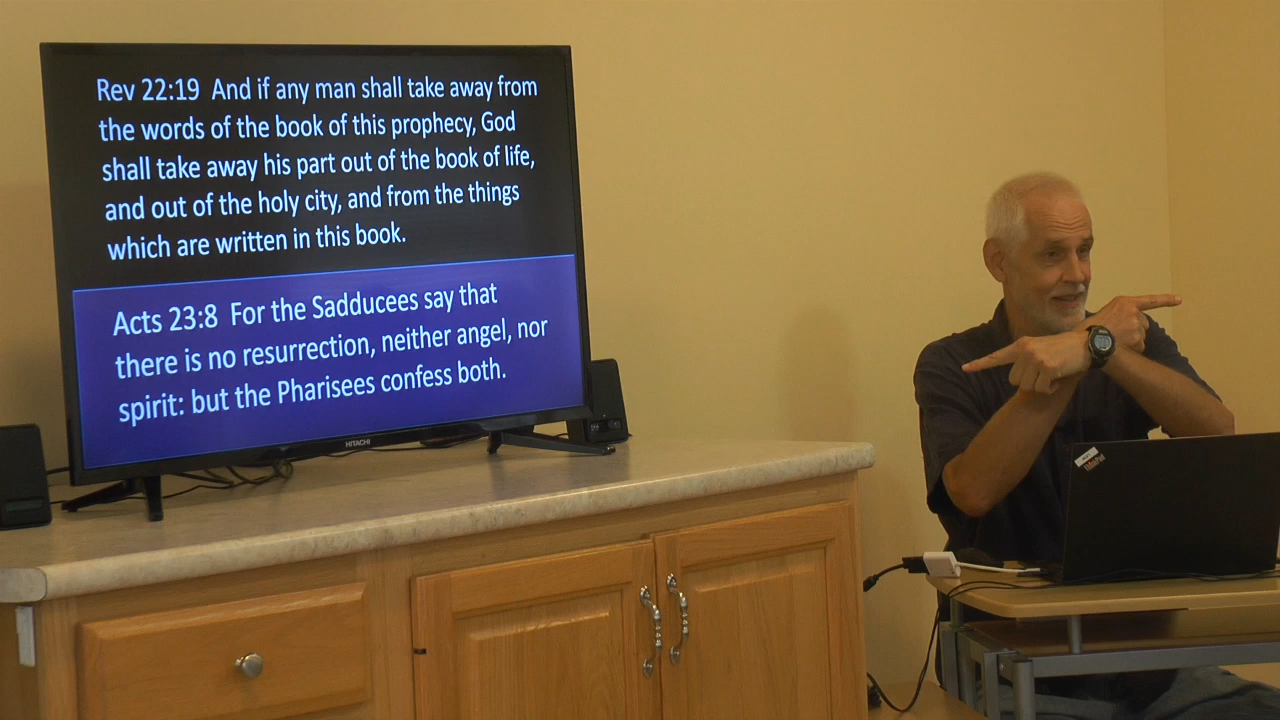 Rev 22:19 And if any man shall take away from
the words of the book of this prophecy, God
shall take away his part out of the book of life,
and out of the holy city, and from the things
which are written in this book.
Acts 23:8 For the Sadducees say that
there is no resurrection, neither angel, nor
spirit: but the Pharisees confess both.
HITACHI
ThinkPad